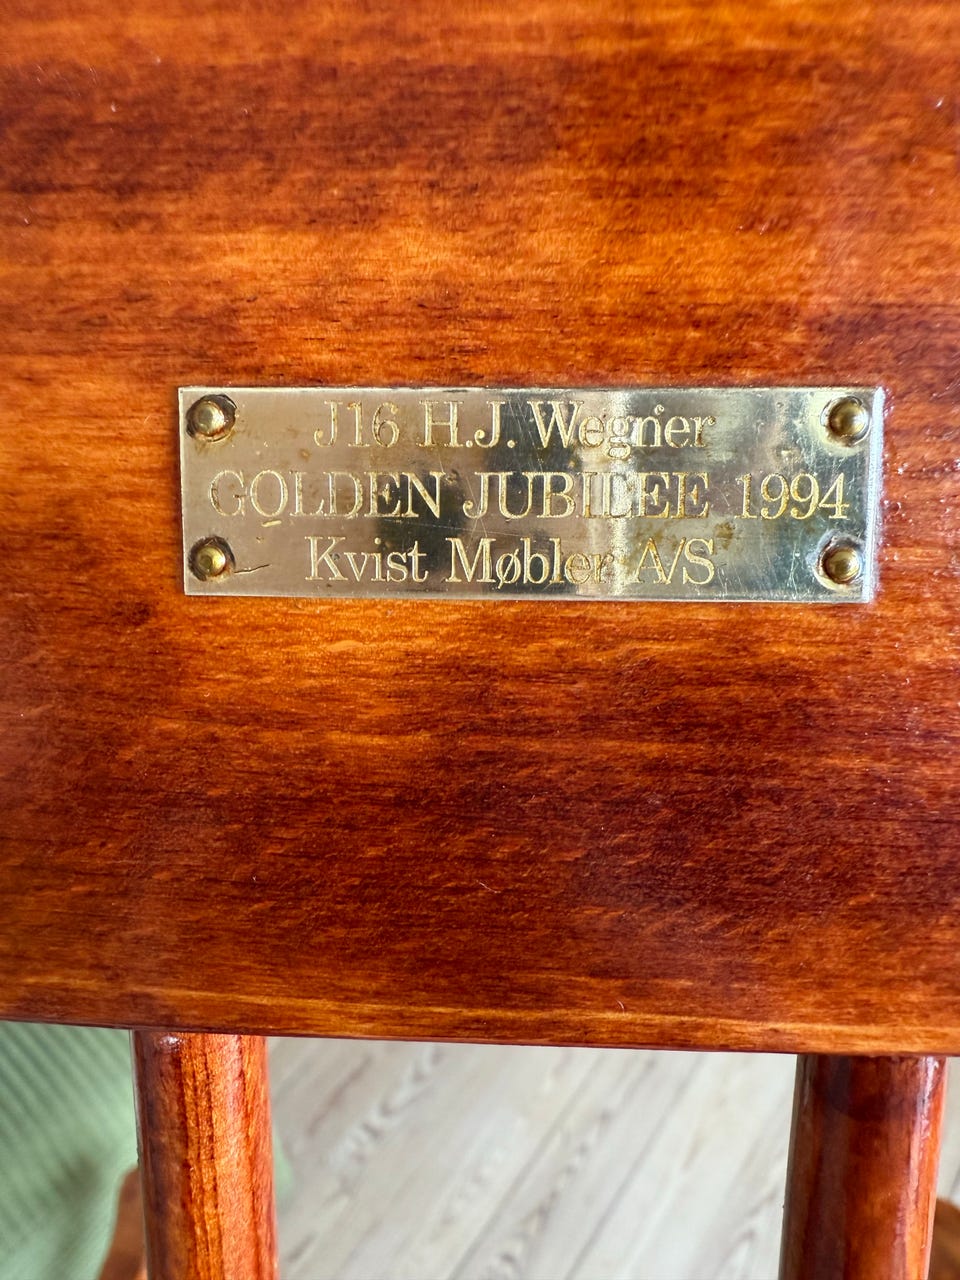 J16 H.J. Wegner
GOLDEN JUBILEE 1994
Kvist Møbler A/S